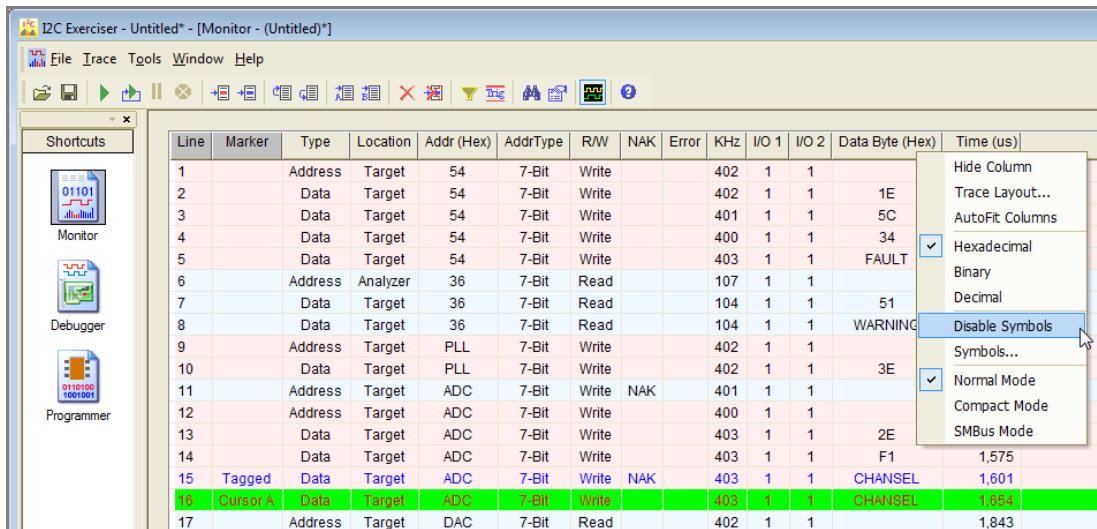 I2C Exerciser - Untitled* - [Monitor - (Untitled)*]
File Trace Tools Window Help
Shortcuts
Monitor
Debugger
Programmer
Line Marker Type Location Addr (Hex) AddrType R/W NAK Error KHz I/O 1 I/O 2 Data Byte (Hex) Time (us)
1 Address Target 54 7-Bit Write 402 1 1
2 Data Target 54 7-Bit Write 402 1 1 1E
3 Data Target 54 7-Bit Write 401 1 1 5C
4 Data Target 54 7-Bit Write 400 1 1 34
5 Data Target 54 7-Bit Write 403 1 1 FAULT
6 Address Analyzer 36 7-Bit Read 107 1 1
7 Data Target 36 7-Bit Read 104 1 1 51
8 Data Target 36 7-Bit Read 104 1 1 WARNING
9 Address Target PLL 7-Bit Write 402 1 1
10 Data Target PLL 7-Bit Write 402 1 1 3E
11 Address Target ADC 7-Bit Write NAK 401 1 1
12 Address Target ADC 7-Bit Write 400 1 1
13 Data Target ADC 7-Bit Write 403 1 1 2E
14 Data Target ADC 7-Bit Write 403 1 1 F1 1,575
15 Tagged Data Target ADC 7-Bit Write NAK 403 1 1 CHANSEL 1,601
16 Cursor A Data Target ADC 7-Bit Write 403 1 1 CHANSEL 1,654
17 Address Target DAC 7-Bit Read 402 1 1 1,843
Hide Column
Trace Layout...
AutoFit Columns
Hexadecimal
Binary
Decimal
Disable Symbols
Symbols...
Normal Mode
Compact Mode
SMBus Mode